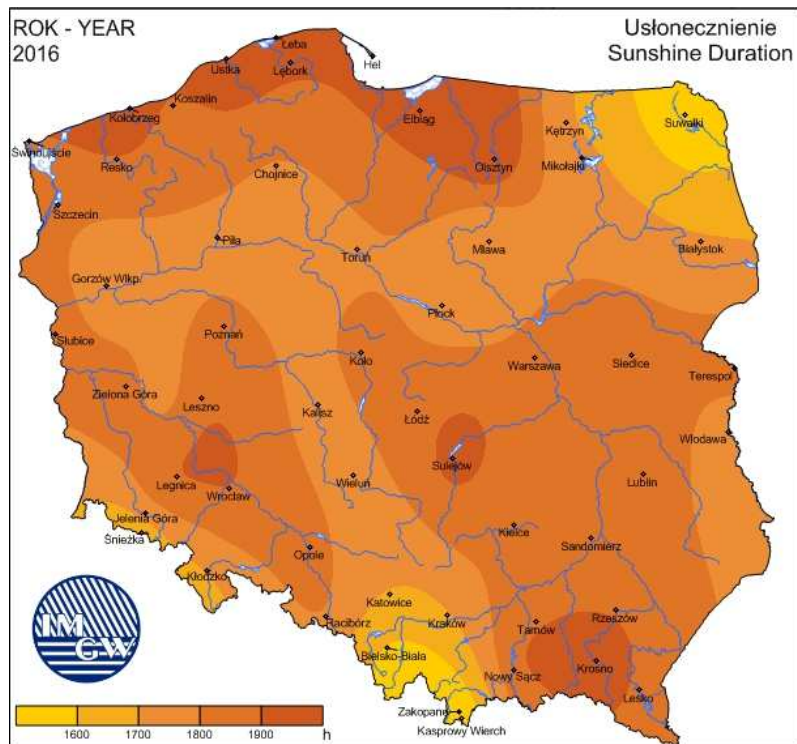 ROK - YEAR
2016
Usłonecznienie
Sunshine Duration
Łeba
Ustka
Lębork
Hel
Koszalin
Kołobrzeg
Elbląg
Kętrzyn
Suwałki
Świnoujście
Resko
Chojnice
Olsztyn
Mikołajki
Szczecin
Piła
Toruń
Mława
Białystok
Gorzów Wlkp.
Płock
Słubice
Poznań
Koło
Warszawa
Siedlce
Terespol
Zielona Góra
Leszno
Kalisz
Łódź
Włodawa
Sulejów
Legnica
Wrocław
Wieluń
Lublin
Jelenia Góra
Śnieżka
Opole
Kielce
Sandomierz
Kłodzko
Katowice
Racibórz
Kraków
Tarnów
Rzeszów
Bielsko-Biała
Nowy Sącz
Krosno
Lesko
Zakopane
Kasprowy Wierch
IM
GW
1600 1700 1800 1900 h